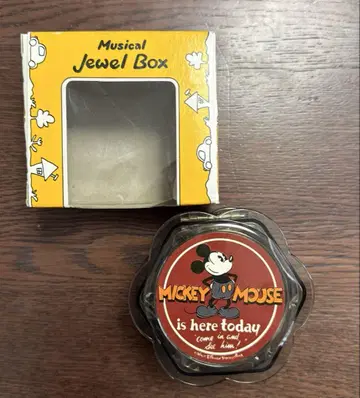 Musical
Jewel Box
MICKEY MOUSE
is here today
come in and
see him!